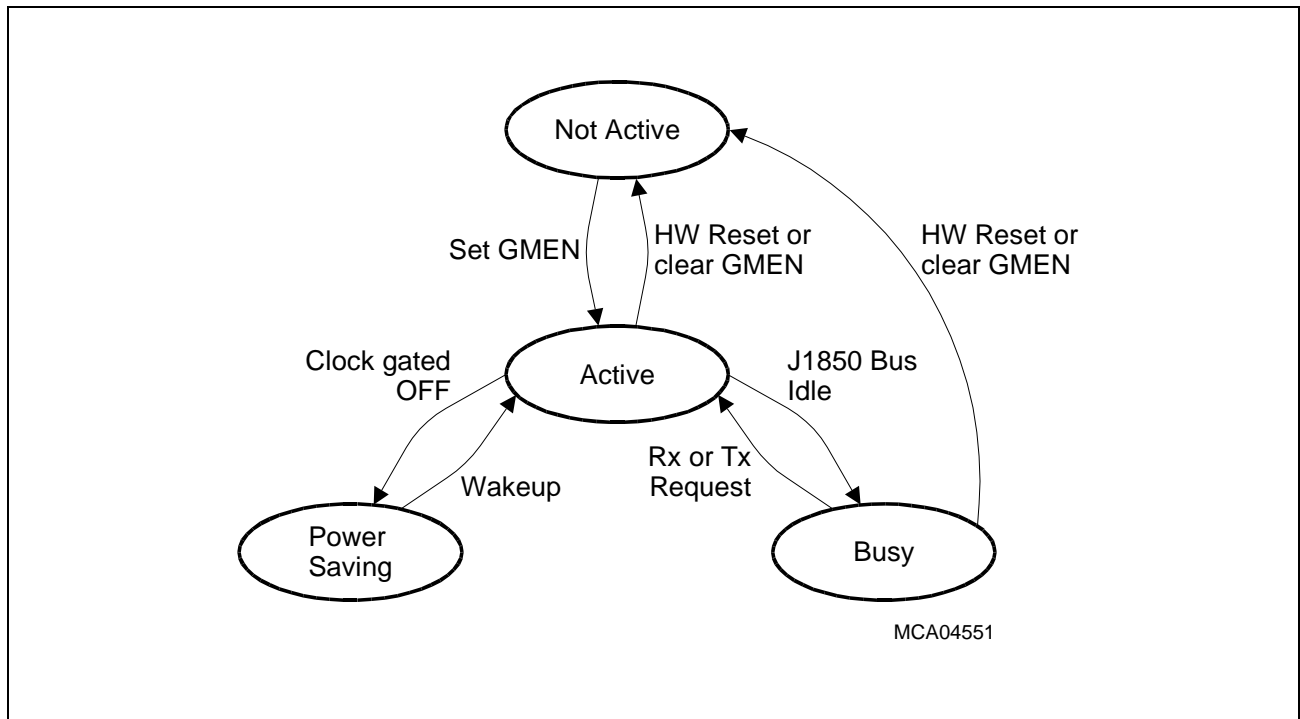 Not Active
Set GMEN
HW Reset or
clear GMEN
HW Reset or
clear GMEN
Clock gated
OFF
Active
J1850 Bus
Idle
Wakeup
Rx or Tx
Request
Power
Saving
Busy
MCA04551